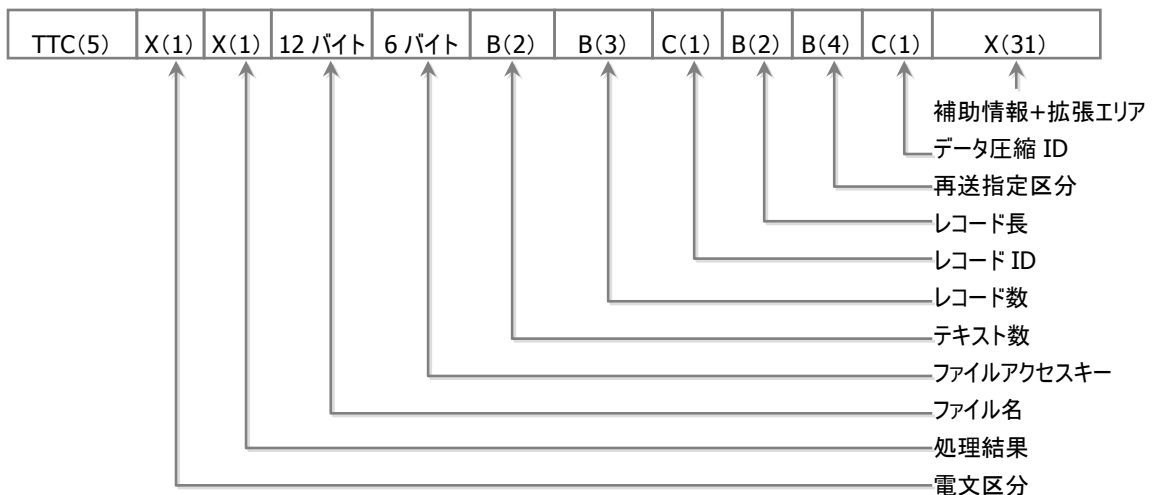 TTC(5) X(1) X(1) 12 バイト 6 バイト B(2) B(3) C(1) B(2) B(4) C(1) X(31)
補助情報+拡張エリア
データ圧縮 ID
再送指定区分
レコード長
レコード ID
レコード数
テキスト数
ファイルアクセスキー
ファイル名
処理結果
電文区分